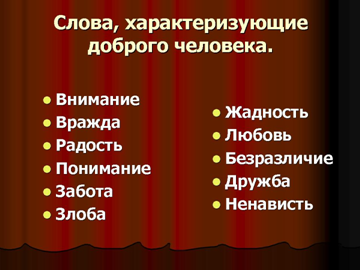 Слова, характеризующие
доброго человека.
Внимание
Вражда
Радость
Понимание
Забота
Злоба
Жадность
Любовь
Безразличие
Дружба
Ненависть